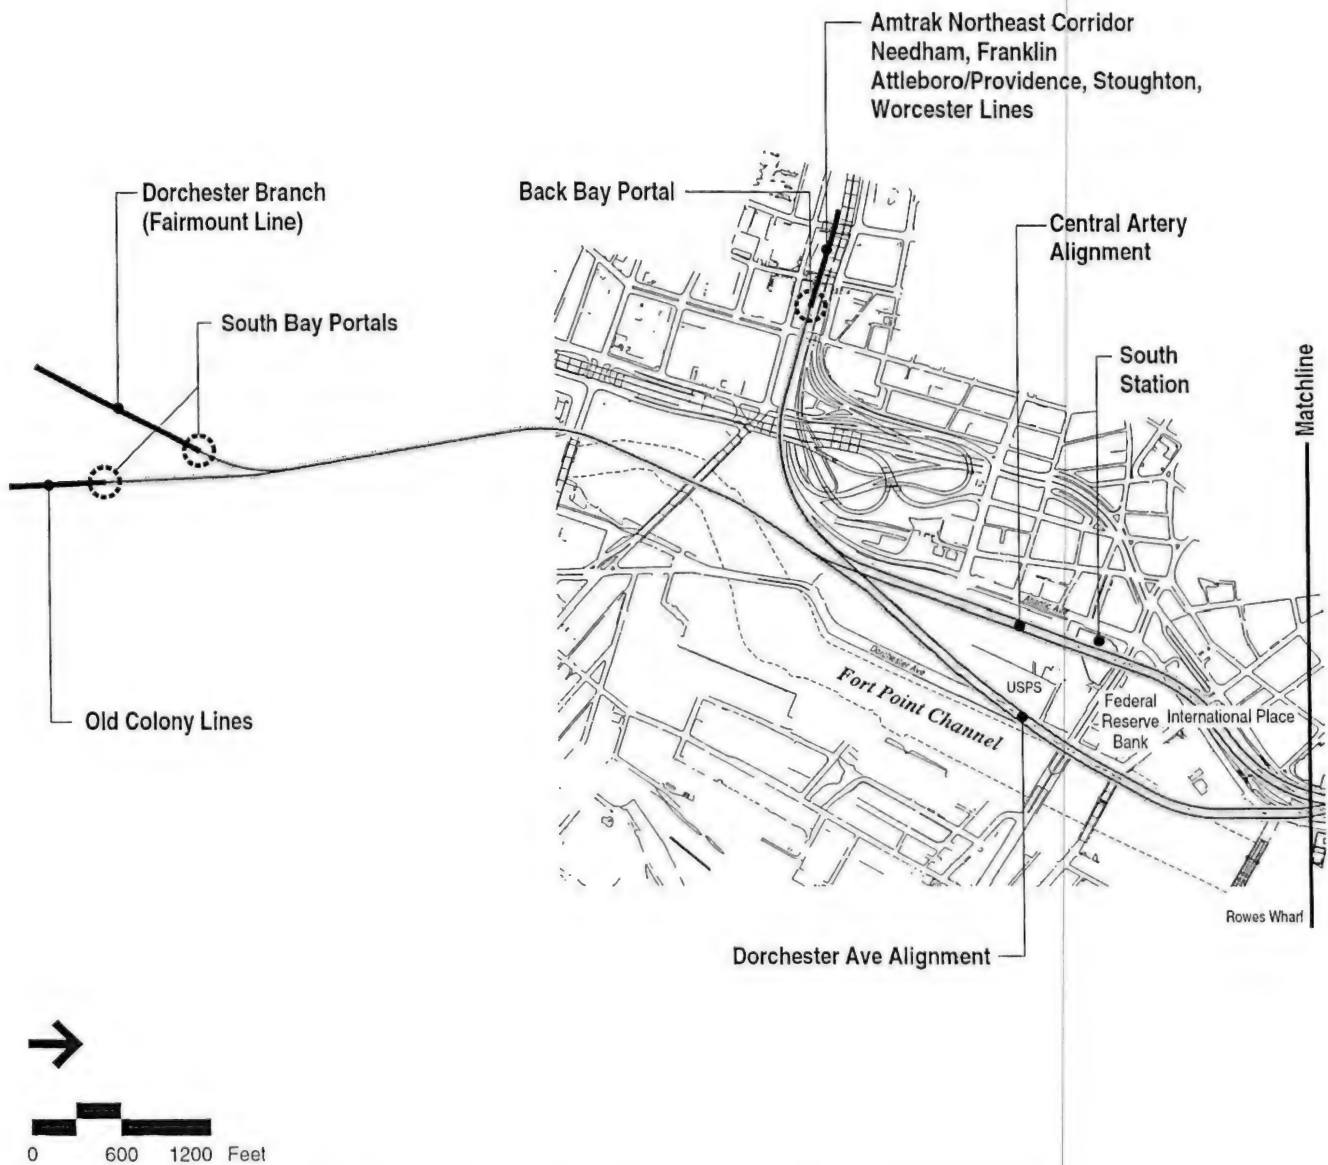 Amtrak Northeast Corridor
Needham, Franklin
Attleboro/Providence, Stoughton,
Worcester Lines
Dorchester Branch
(Fairmount Line)
Back Bay Portal
Central Artery
Alignment
South Bay Portals
South
Station
Matchline
Atlantic Ave
Dorchester Ave
Fort Point Channel
USPS
Federal
Reserve
Bank
International Place
Old Colony Lines
Rowes Wharf
Dorchester Ave Alignment
0 600 1200 Feet